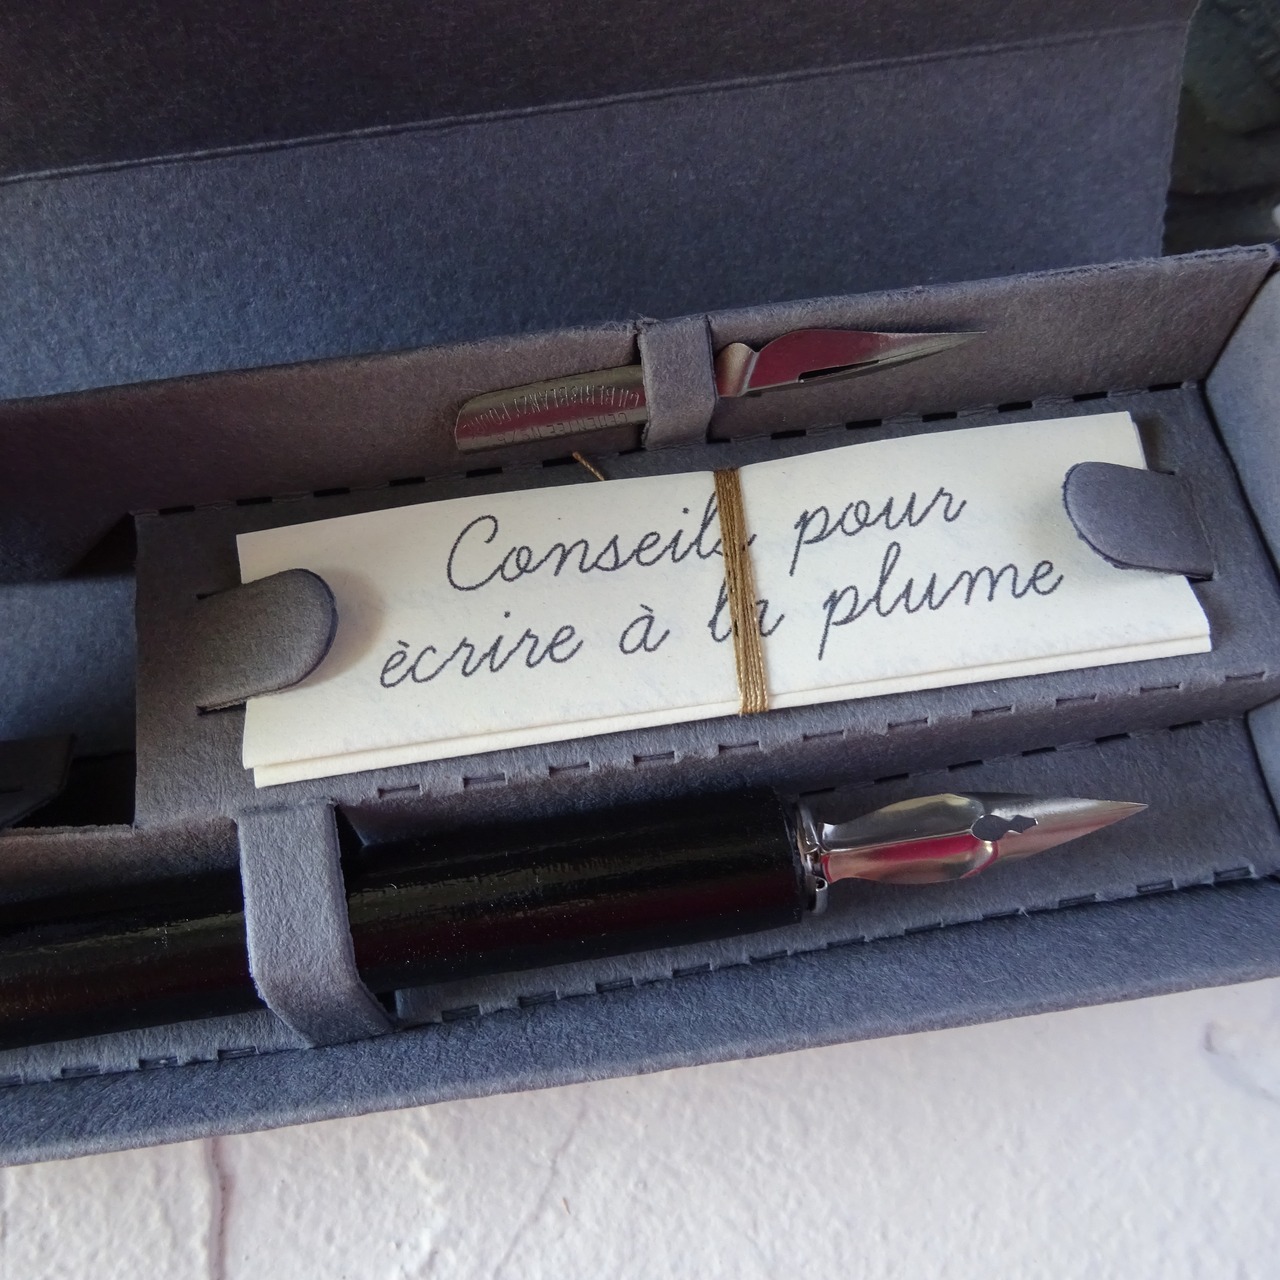 Conseils pour
ècrire à la plume